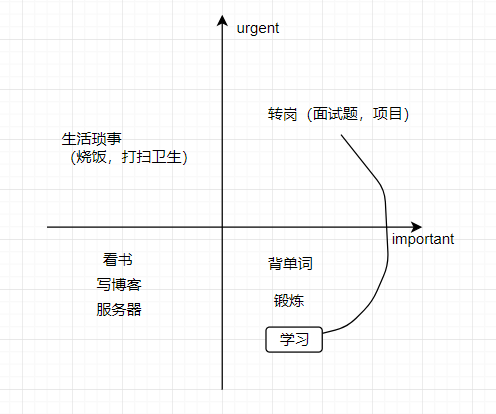 urgent
转岗（面试题，项目）
生活琐事
（烧饭，打扫卫生）
important
看书
写博客
服务器
背单词
锻炼
学习